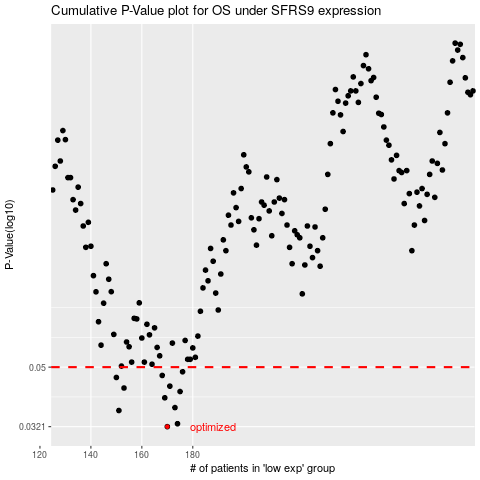 Cumulative P-Value plot for OS under SFRS9 expression
P-Value(log10)
0.05
0.0321
optimized
120 140 160 180
# of patients in 'low exp' group